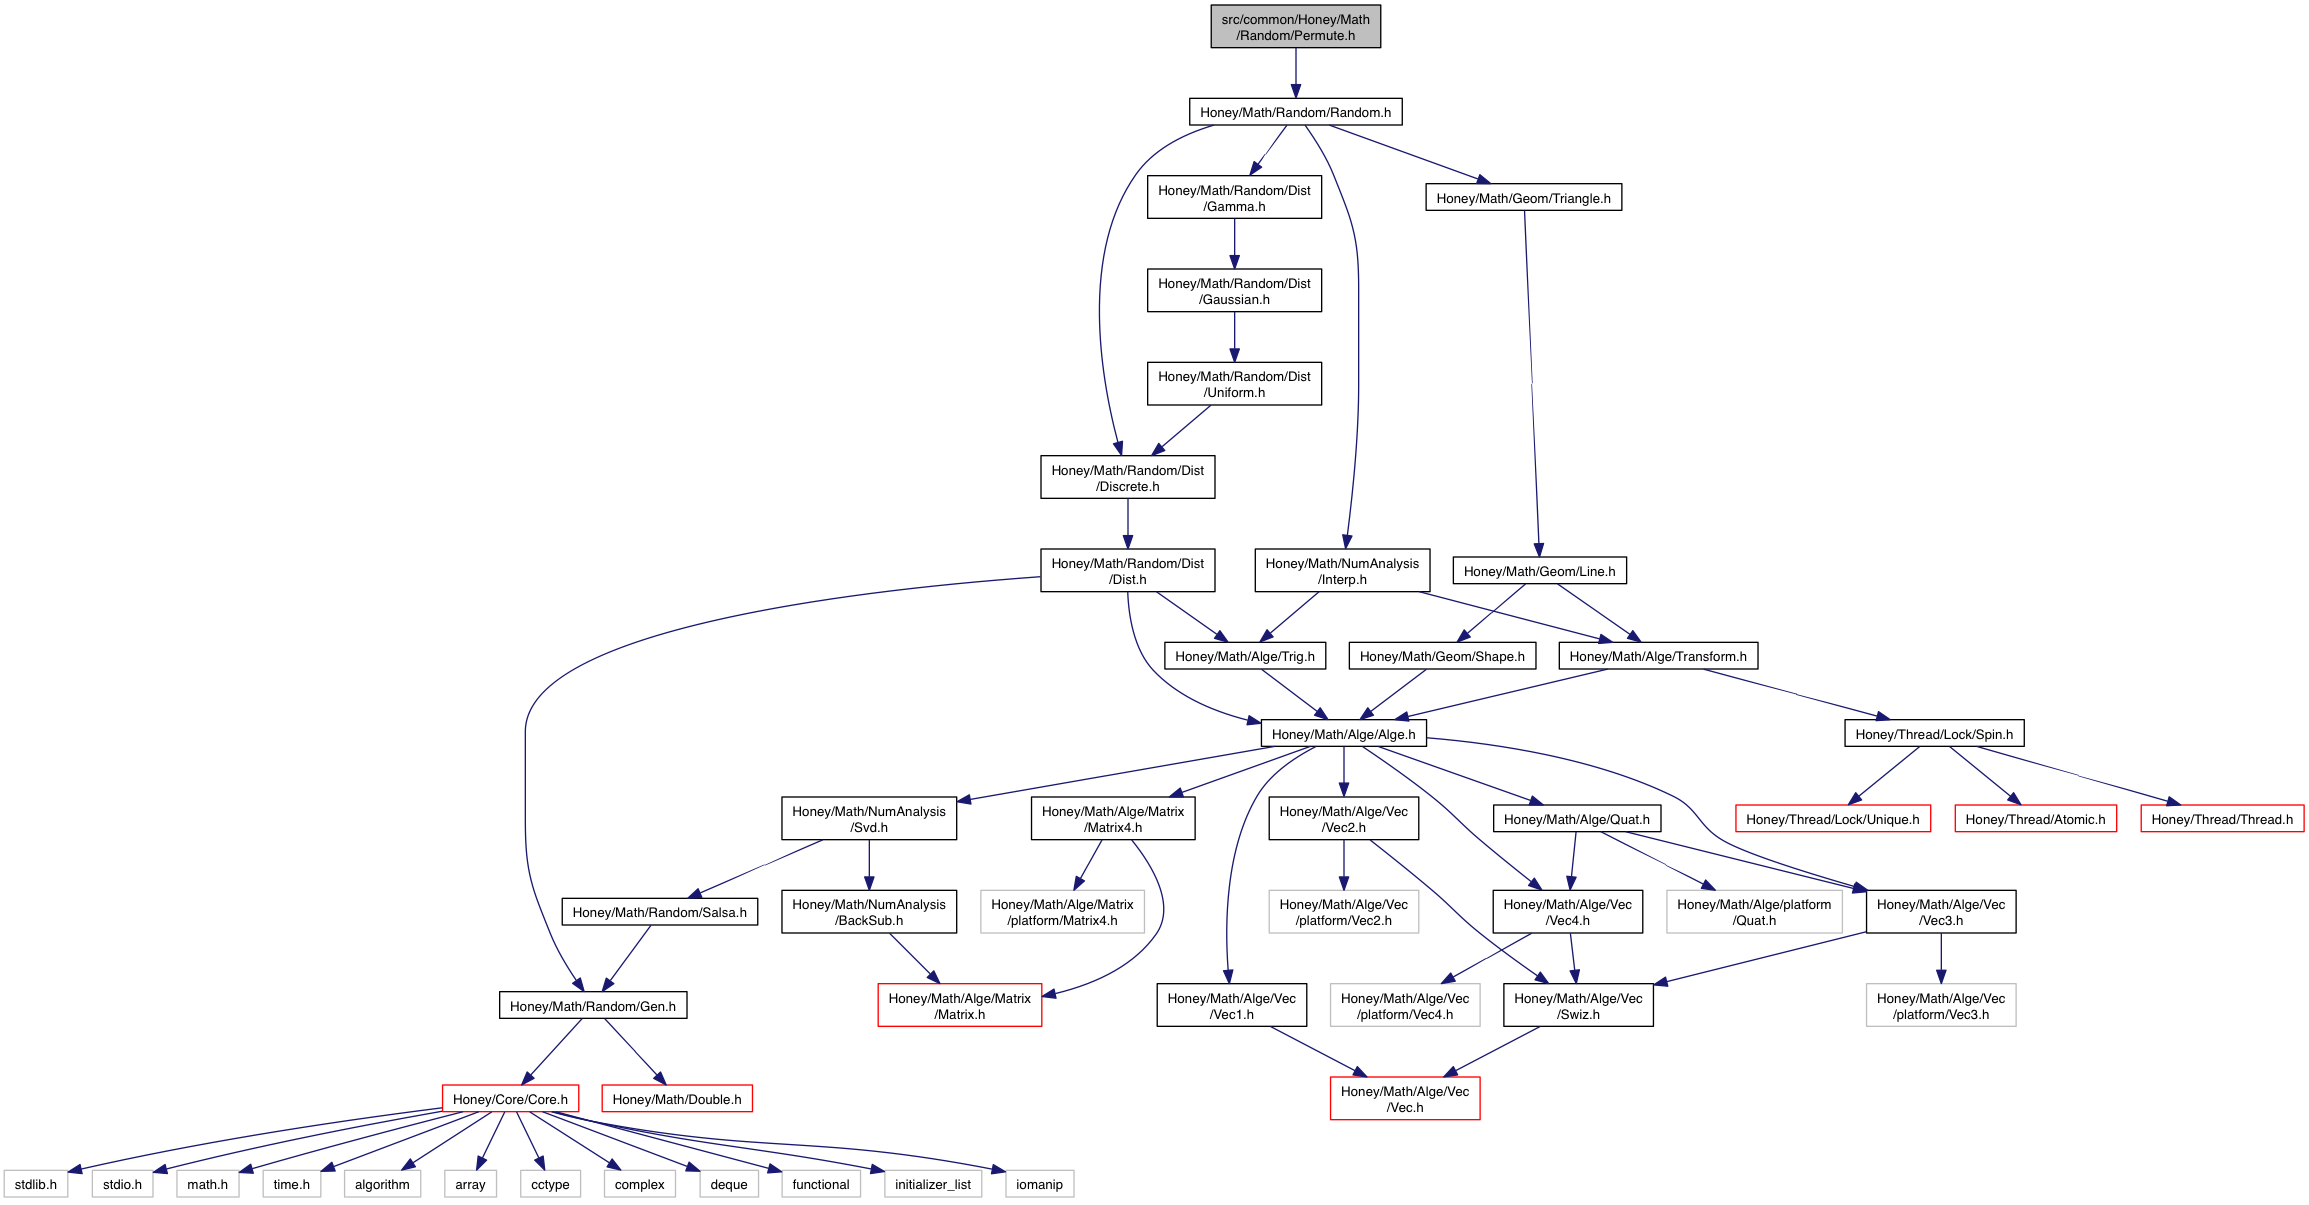 src/common/Honey/Math
/Random/Permute.h
Honey/Math/Random/Random.h
Honey/Math/Random/Dist
/Gamma.h
Honey/Math/Geom/Triangle.h
Honey/Math/Random/Dist
/Gaussian.h
Honey/Math/Random/Dist
/Uniform.h
Honey/Math/Random/Dist
/Discrete.h
Honey/Math/Random/Dist
/Dist.h
Honey/Math/NumAnalysis
/Interp.h
Honey/Math/Geom/Line.h
Honey/Math/Alge/Trig.h
Honey/Math/Geom/Shape.h
Honey/Math/Alge/Transform.h
Honey/Math/Alge/Alge.h
Honey/Thread/Lock/Spin.h
Honey/Math/NumAnalysis
/Svd.h
Honey/Math/Alge/Matrix
/Matrix4.h
Honey/Math/Alge/Vec
/Vec2.h
Honey/Math/Alge/Quat.h
Honey/Thread/Lock/Unique.h
Honey/Thread/Atomic.h
Honey/Thread/Thread.h
Honey/Math/Random/Salsa.h
Honey/Math/NumAnalysis
/BackSub.h
Honey/Math/Alge/Matrix
/platform/Matrix4.h
Honey/Math/Alge/Vec
/platform/Vec2.h
Honey/Math/Alge/Vec
/Vec4.h
Honey/Math/Alge/platform
/Quat.h
Honey/Math/Alge/Vec
/Vec3.h
Honey/Math/Random/Gen.h
Honey/Math/Alge/Matrix
/Matrix.h
Honey/Math/Alge/Vec
/Vec1.h
Honey/Math/Alge/Vec
/platform/Vec4.h
Honey/Math/Alge/Vec
/Swiz.h
Honey/Math/Alge/Vec
/platform/Vec3.h
Honey/Core/Core.h
Honey/Math/Double.h
Honey/Math/Alge/Vec
/Vec.h
stdlib.h
stdio.h
math.h
time.h
algorithm
array
cctype
complex
deque
functional
initializer_list
iomanip